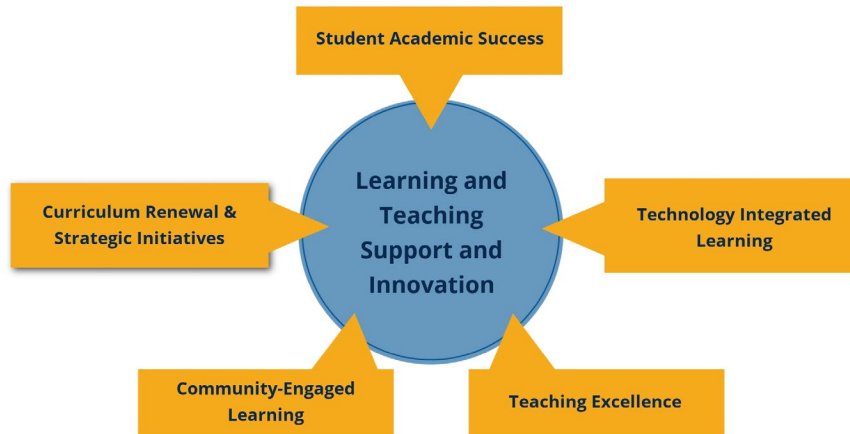 Student Academic Success
Learning and
Teaching
Support and
Innovation
Curriculum Renewal &
Strategic Initiatives
Technology Integrated
Learning
Community-Engaged
Learning
Teaching Excellence